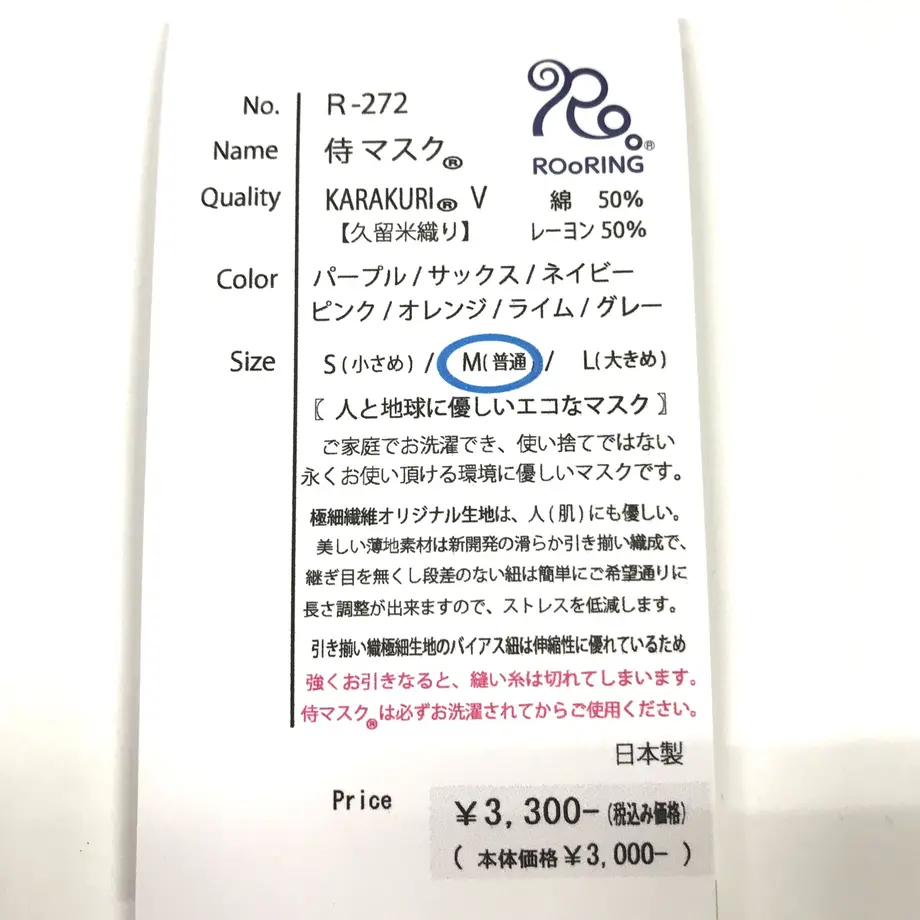 No. R-272
ROoRING®
Name 侍 マスク®
Quality KARAKURI® V 綿 50%
【久留米織り】 レーヨン 50%
Color パープル / サックス / ネイビー
ピンク / オレンジ / ライム / グレー
Size S(小さめ) / M(普通) / L(大きめ)
〖 人と地球に優しいエコなマスク 〗
ご家庭でお洗濯でき、使い捨てではない
永くお使い頂ける環境に優しいマスクです。
極細繊維オリジナル生地は、人(肌)にも優しい。
美しい薄地素材は新開発の滑らか引き揃い織成で、
継ぎ目を無くし段差のない紐は簡単にご希望通りに
長さ調整が出来ますので、ストレスを低減します。
引き揃い織極細生地のバイアス紐は伸縮性に優れているため
強くお引きなると、縫い糸は切れてしまいます。
侍マスク®は必ずお洗濯されてからご使用ください。
日本製
Price ¥3,300-(税込み価格)
( 本体価格¥3,000- )